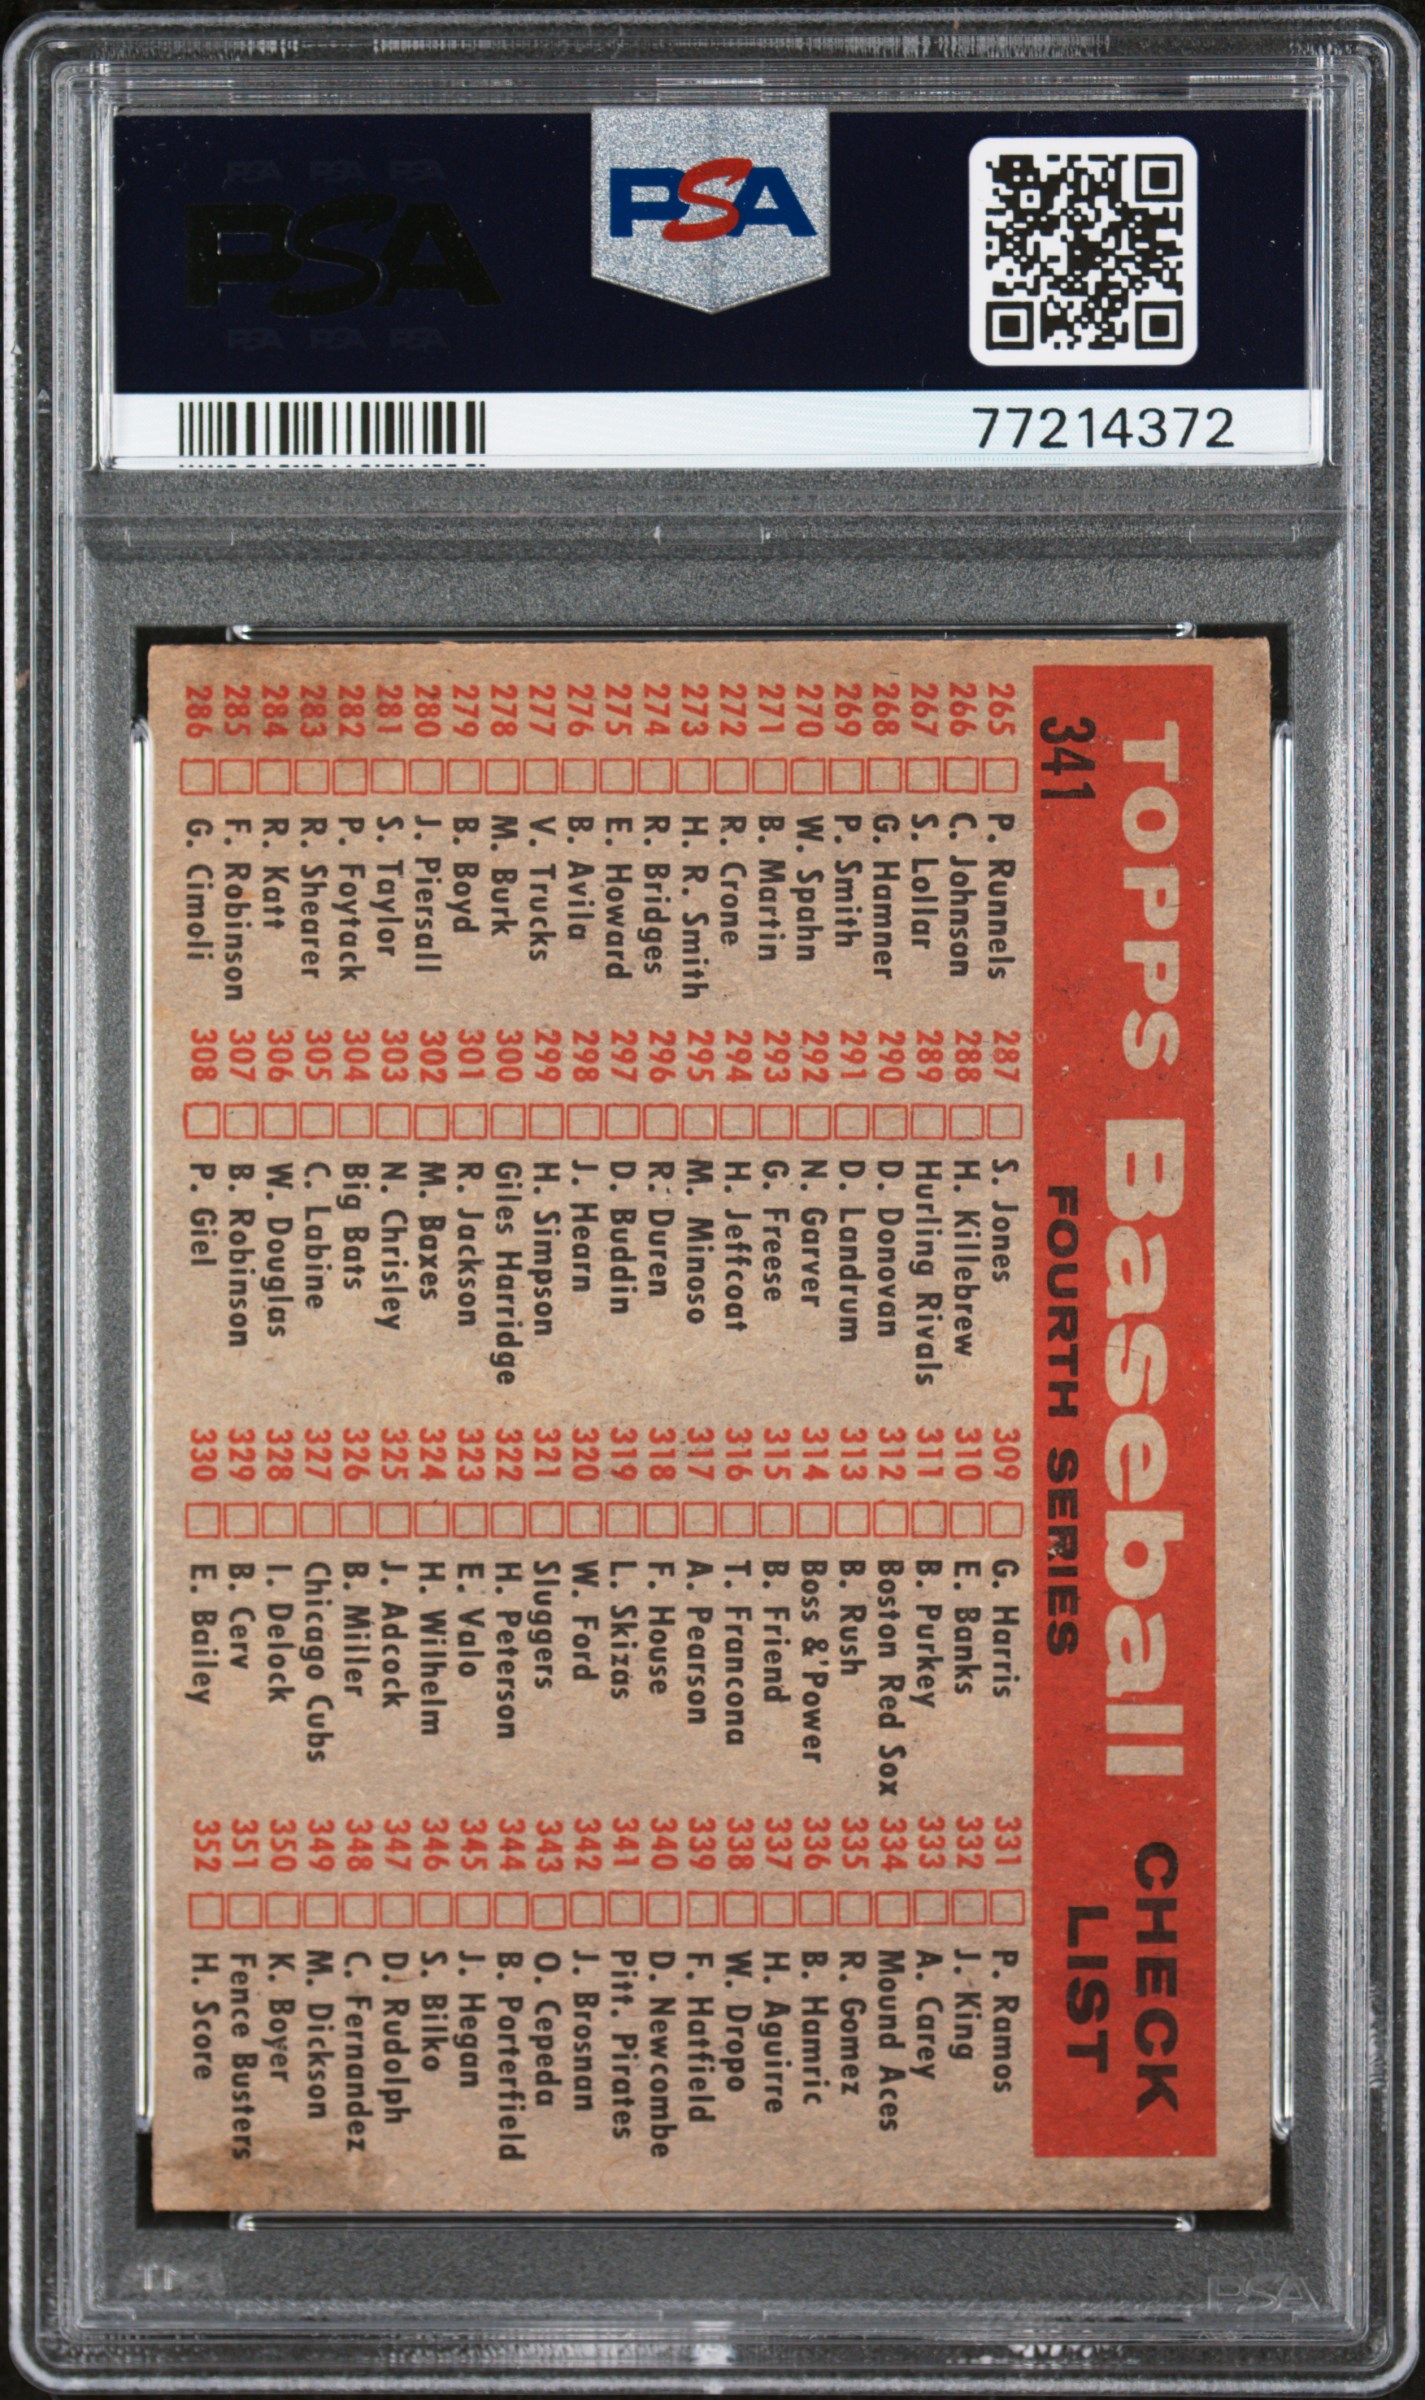 PSA PSA PSA
PSA
PSA PSA PSA
PSA
77214372
TOPPS Baseball CHECK LIST
341 FOURTH SERIES
265 P. Runnels
266 C. Johnson
267 S. Lollar
268 G. Hamner
269 P. Smith
270 W. Spahn
271 B. Martin
272 R. Crone
273 H. R. Smith
274 R. Bridges
275 E. Howard
276 B. Avila
277 V. Trucks
278 M. Burk
279 B. Boyd
280 J. Piersall
281 S. Taylor
282 P. Foytack
283 R. Shearer
284 R. Katt
285 F. Robinson
286 G. Cimoli
287 S. Jones
288 H. Killebrew
289 Hurling Rivals
290 D. Donovan
291 D. Landrum
292 N. Garver
293 G. Freese
294 H. Jeffcoat
295 M. Minoso
296 R. Duren
297 D. Buddin
298 J. Hearn
299 H. Simpson
300 Giles Harridge
301 R. Jackson
302 M. Baxes
303 N. Chrisley
304 Big Bats
305 C. Labine
306 W. Douglas
307 B. Robinson
308 P. Giel
309 G. Harris
310 E. Banks
311 B. Purkey
312 Boston Red Sox
313 B. Rush
314 Boss & Power
315 B. Friend
316 T. Francona
317 A. Pearson
318 F. House
319 L. Skizas
320 W. Ford
321 Sluggers
322 H. Peterson
323 E. Valo
324 H. Wilhelm
325 J. Adcock
326 B. Miller
327 Chicago Cubs
328 I. Delock
329 B. Cerv
330 E. Bailey
331 P. Ramos
332 J. King
333 A. Carey
334 Mound Aces
335 R. Gomez
336 B. Hamric
337 H. Aguirre
338 W. Dropo
339 F. Hatfield
340 D. Newcombe
341 Pitt. Pirates
342 J. Brosnan
343 O. Cepeda
344 B. Porterfield
345 J. Hegan
346 S. Bilko
347 D. Rudolph
348 C. Fernandez
349 M. Dickson
350 K. Boyer
351 Fence Busters
352 H. Score
TM
PSA